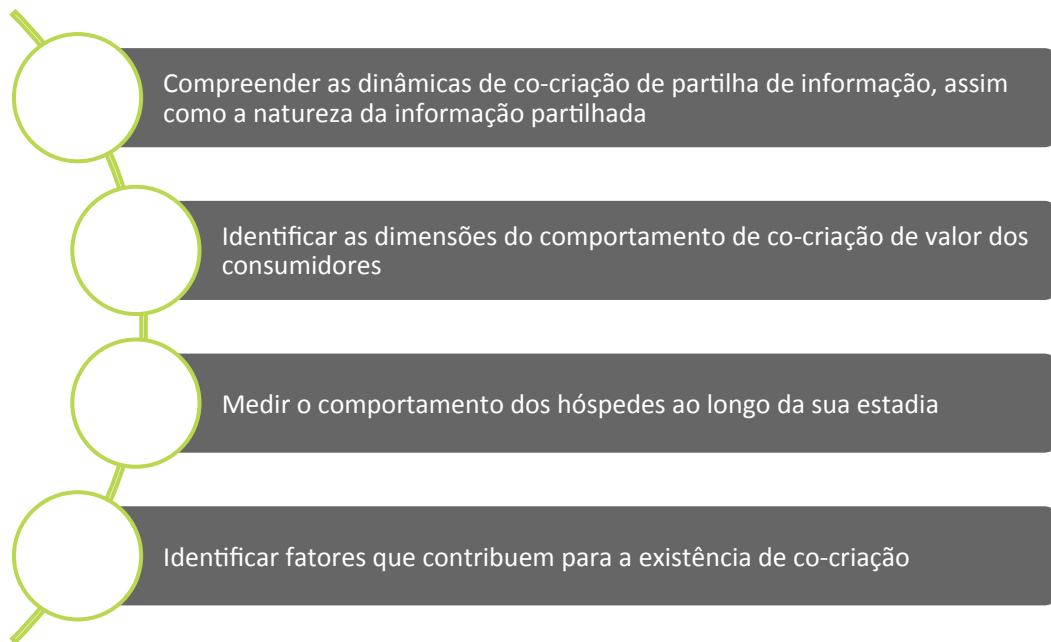 Compreender as dinâmicas de co-criação de partilha de informação, assim
como a natureza da informação partilhada
Identificar as dimensões do comportamento de co-criação de valor dos
consumidores
Medir o comportamento dos hóspedes ao longo da sua estadia
Identificar fatores que contribuem para a existência de co-criação